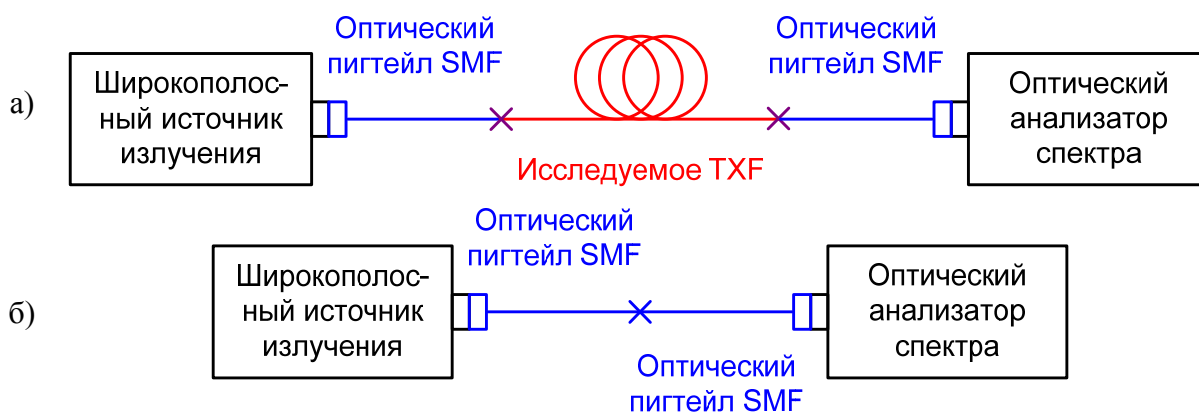 Оптический
пигтейл SMF
Оптический
пигтейл SMF
а)
Широкополос-
ный источник
излучения
Оптический
анализатор
спектра
Исследуемое TXF
Оптический
пигтейл SMF
б)
Широкополос-
ный источник
излучения
Оптический
анализатор
спектра
Оптический
пигтейл SMF